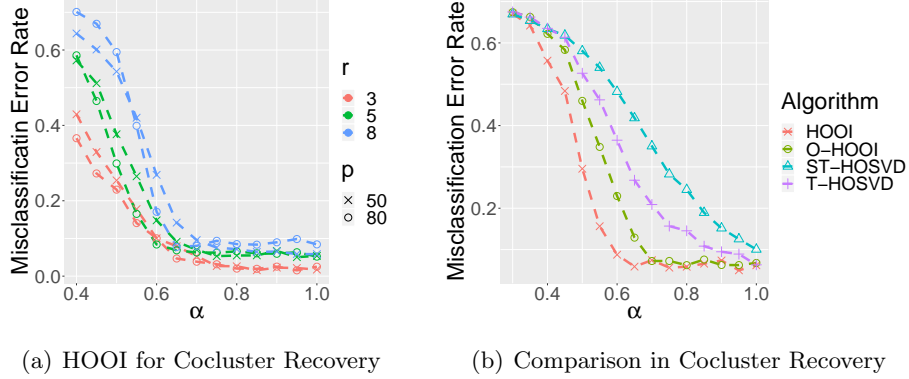 Misclassificatin Error Rate
0.6
0.4
0.2
0.0
0.4
0.6
0.8
1.0
α
r
3
5
8
p
50
80
(a) HOOI for Cocluster Recovery
Misclassificatin Error Rate
0.6
0.4
0.2
0.4
0.6
0.8
1.0
α
Algorithm
HOOI
O−HOOI
ST−HOSVD
T−HOSVD
(b) Comparison in Cocluster Recovery